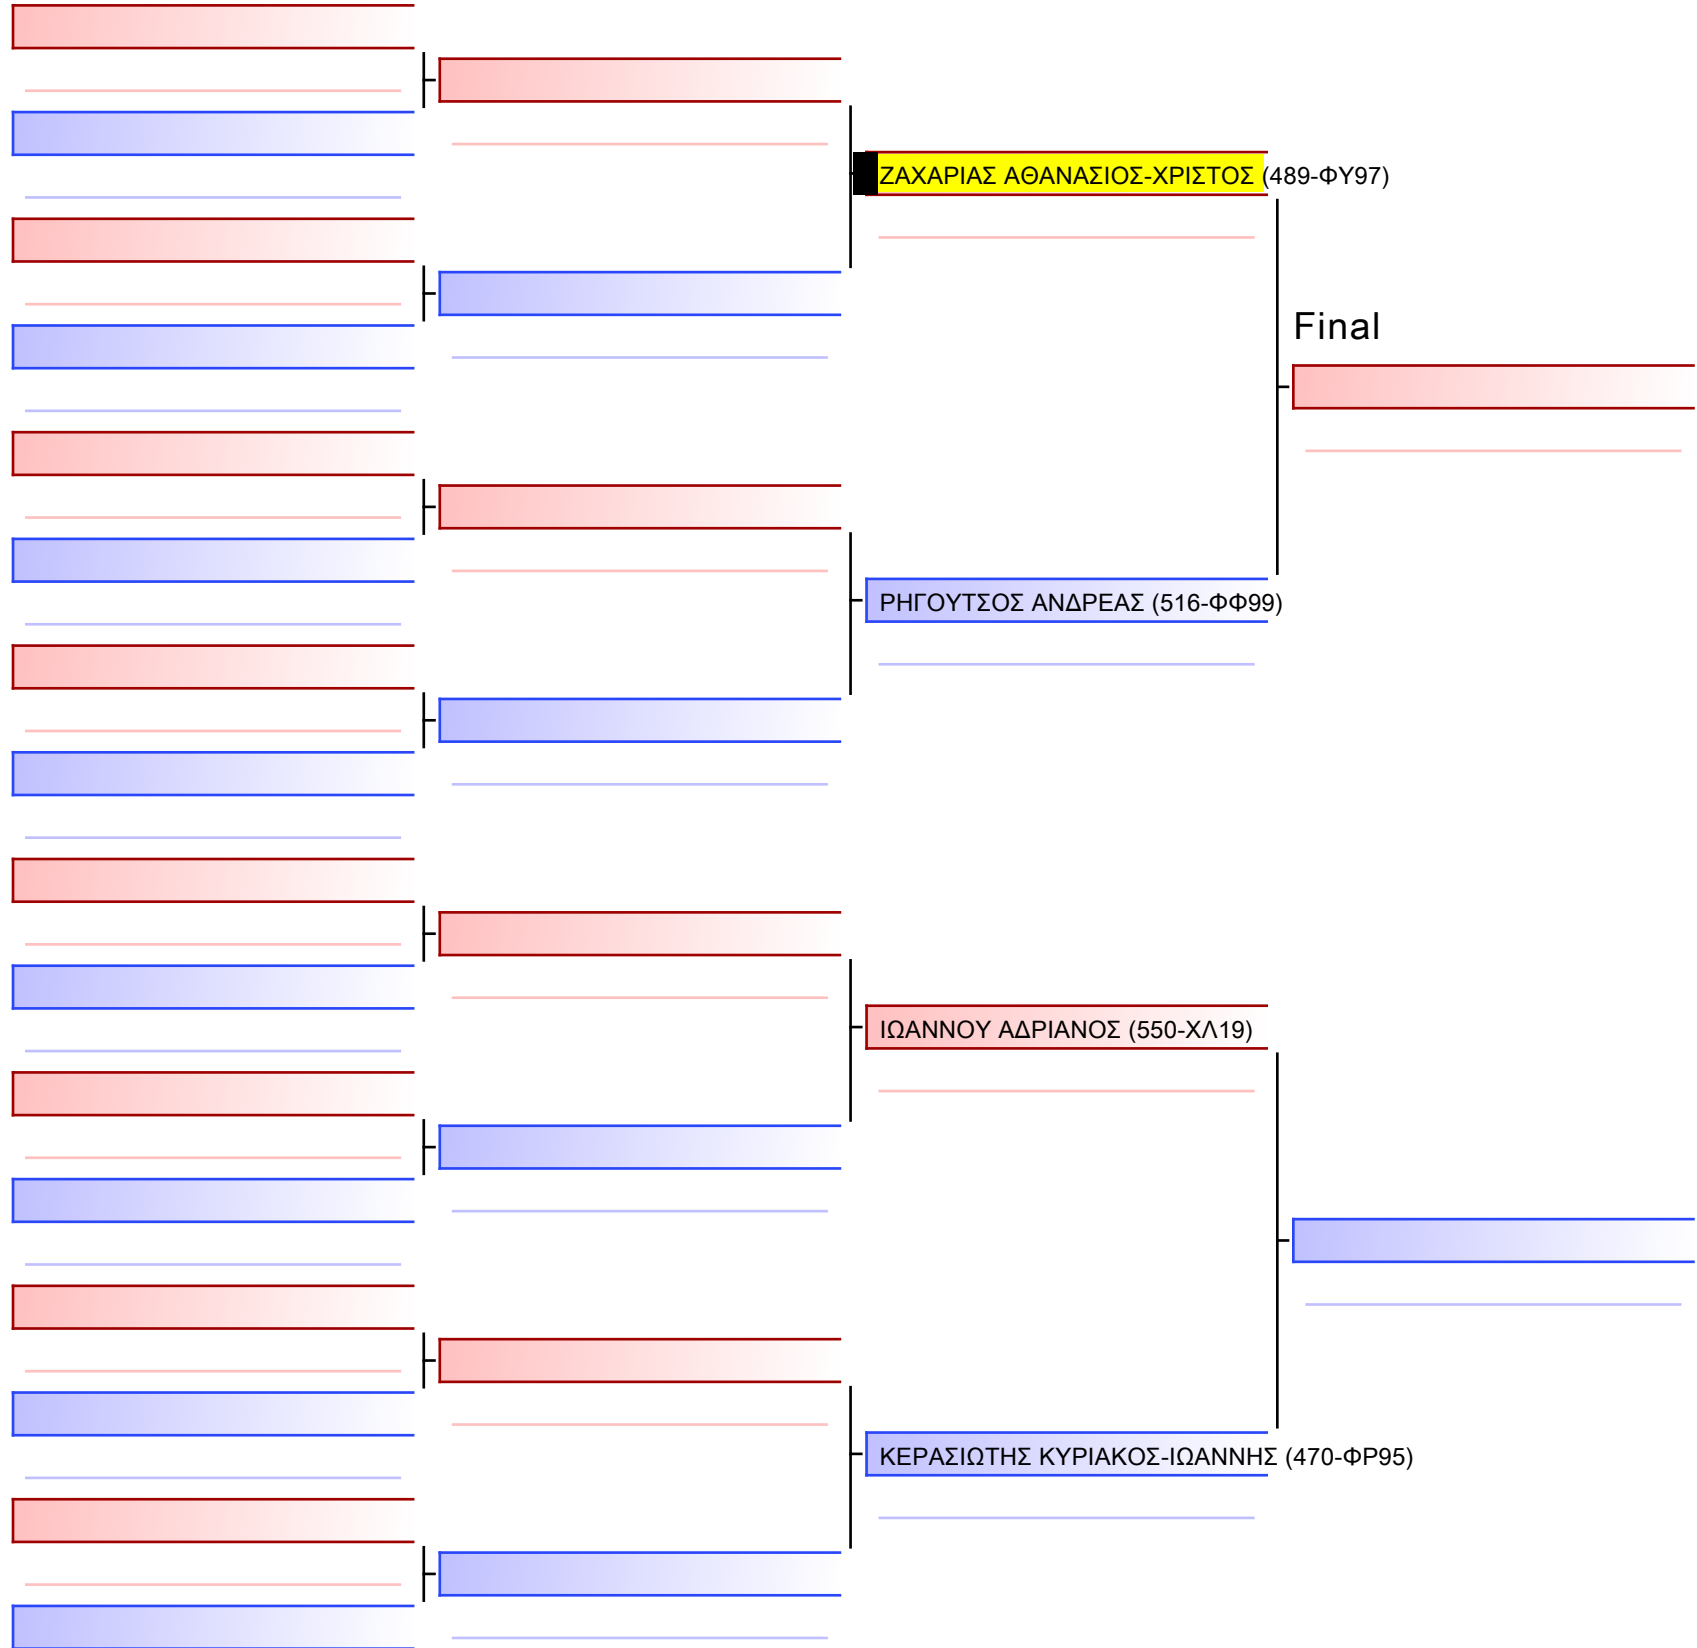 ΖΑΧΑΡΙΑΣ ΑΘΑΝΑΣΙΟΣ-ΧΡΙΣΤΟΣ (489-ΦΥ97)
Final
ΡΗΓΟΥΤΣΟΣ ΑΝΔΡΕΑΣ (516-ΦΦ99)
ΙΩΑΝΝΟΥ ΑΔΡΙΑΝΟΣ (550-ΧΛ19)
ΚΕΡΑΣΙΩΤΗΣ ΚΥΡΙΑΚΟΣ-ΙΩΑΝΝΗΣ (470-ΦΡ95)